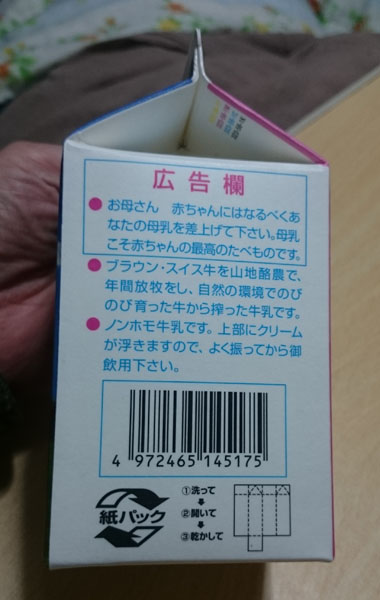 広告欄
● お母さん 赤ちゃんにはなるべくあ
なたの母乳を差上げて下さい。母乳
こそ赤ちゃんの最高のたべものです。
● ブラウン・スイス牛を山地酪農で、
年間放牧をし、自然の環境でのび
のび育った牛から搾った牛乳です。
● ノンホモ牛乳です。上部にクリーム
が浮きますので、よく振ってから御
飲用下さい。
4 972465 145175
紙パック
①洗って
②開いて
③乾かして